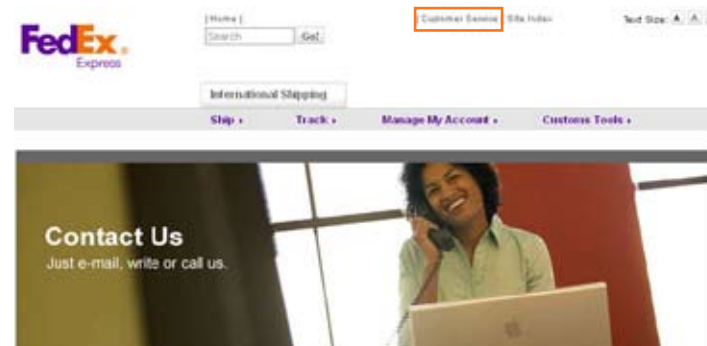 | Home |
| Customer Service | Site Index
Text Size: A A
Search Go!
FedEx.
Express
International Shipping
Ship Track Manage My Account Customs Tools
Contact Us
Just e-mail, write or call us.